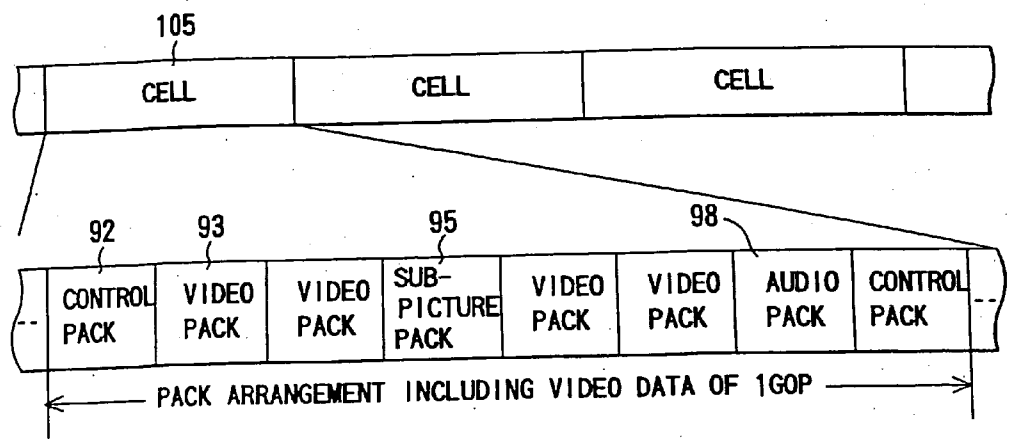 105
CELL CELL CELL
92 93 95 98
CONTROL PACK
VIDEO PACK
VIDEO PACK
SUB-PICTURE PACK
VIDEO PACK
VIDEO PACK
AUDIO PACK
CONTROL PACK
PACK ARRANGEMENT INCLUDING VIDEO DATA OF 1GOP